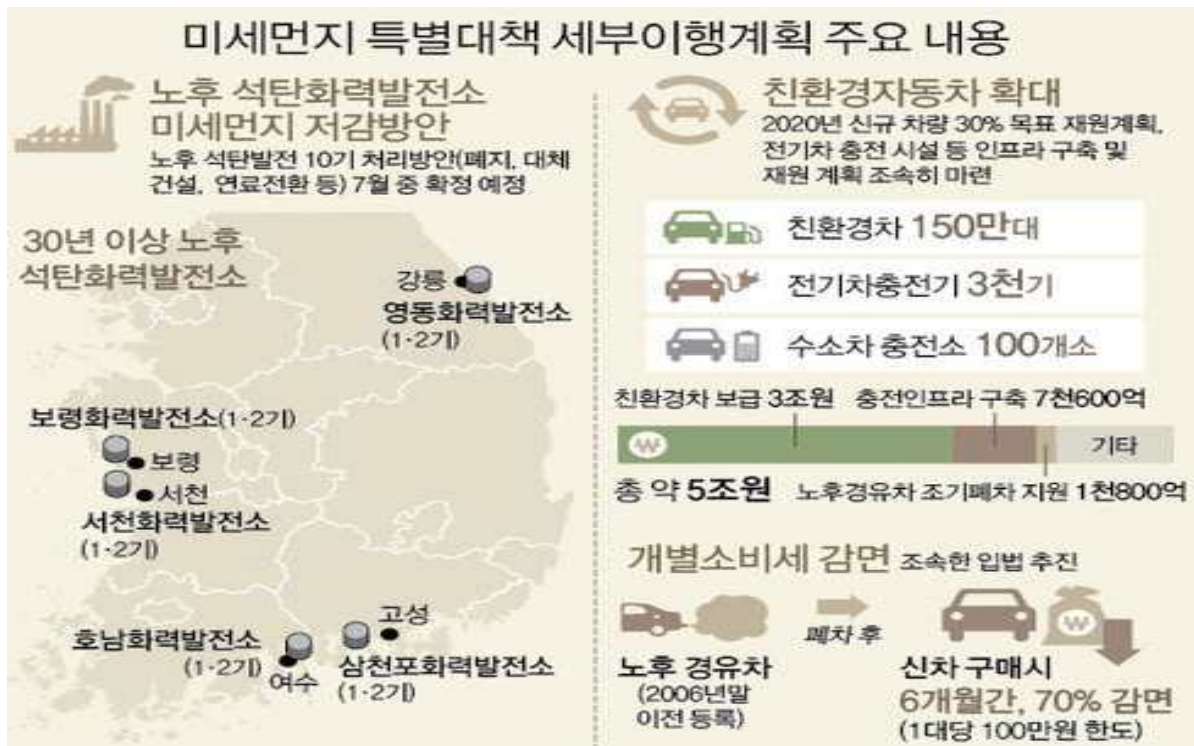 미세먼지 특별대책 세부이행계획 주요 내용
노후 석탄화력발전소
미세먼지 저감방안
노후 석탄발전 10기 처리방안(폐지, 대체
건설, 연료전환 등) 7월 중 확정 예정
30년 이상 노후
석탄화력발전소
강릉
영동화력발전소
(1·2기)
보령화력발전소(1·2기)
보령
서천
서천화력발전소
(1·2기)
고성
호남화력발전소
(1·2기)
여수
삼천포화력발전소
(1·2기)
친환경자동차 확대
2020년 신규 차량 30% 목표 재원계획,
전기차 충전 시설 등 인프라 구축 및
재원 계획 조속히 마련
친환경차 150만대
전기차충전기 3천기
수소차 충전소 100개소
친환경차 보급 3조원 충전인프라 구축 7천600억
₩ 기타
총 약 5조원 노후경유차 조기폐차 지원 1천800억
개별소비세 감면 조속한 입법 추진
₩
폐차 후
노후 경유차
(2006년말
이전 등록)
신차 구매시
6개월간, 70% 감면
(1대당 100만원 한도)